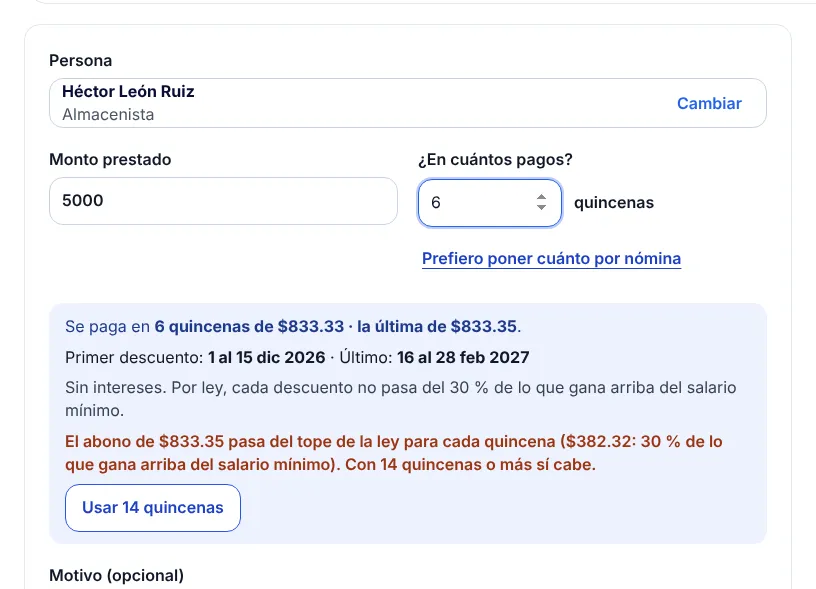 Persona
Héctor León Ruiz
Almacenista
Cambiar
Monto prestado
5000
¿En cuántos pagos?
6
quincenas
Prefiero poner cuánto por nómina
Se paga en 6 quincenas de $833.33 · la última de $833.35.
Primer descuento: 1 al 15 dic 2026 · Último: 16 al 28 feb 2027
Sin intereses. Por ley, cada descuento no pasa del 30 % de lo que gana arriba del salario
mínimo.
El abono de $833.35 pasa del tope de la ley para cada quincena ($382.32: 30 % de lo
que gana arriba del salario mínimo). Con 14 quincenas o más sí cabe.
Usar 14 quincenas
Motivo (opcional)